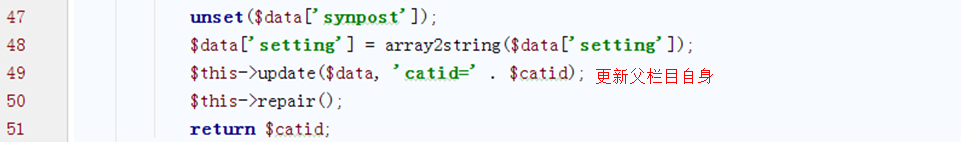 47 unset($data['synpost']);
48 $data['setting'] = array2string($data['setting']);
49 $this->update($data, 'catid=' . $catid); 更新父栏目自身
50 $this->repair();
51 return $catid;